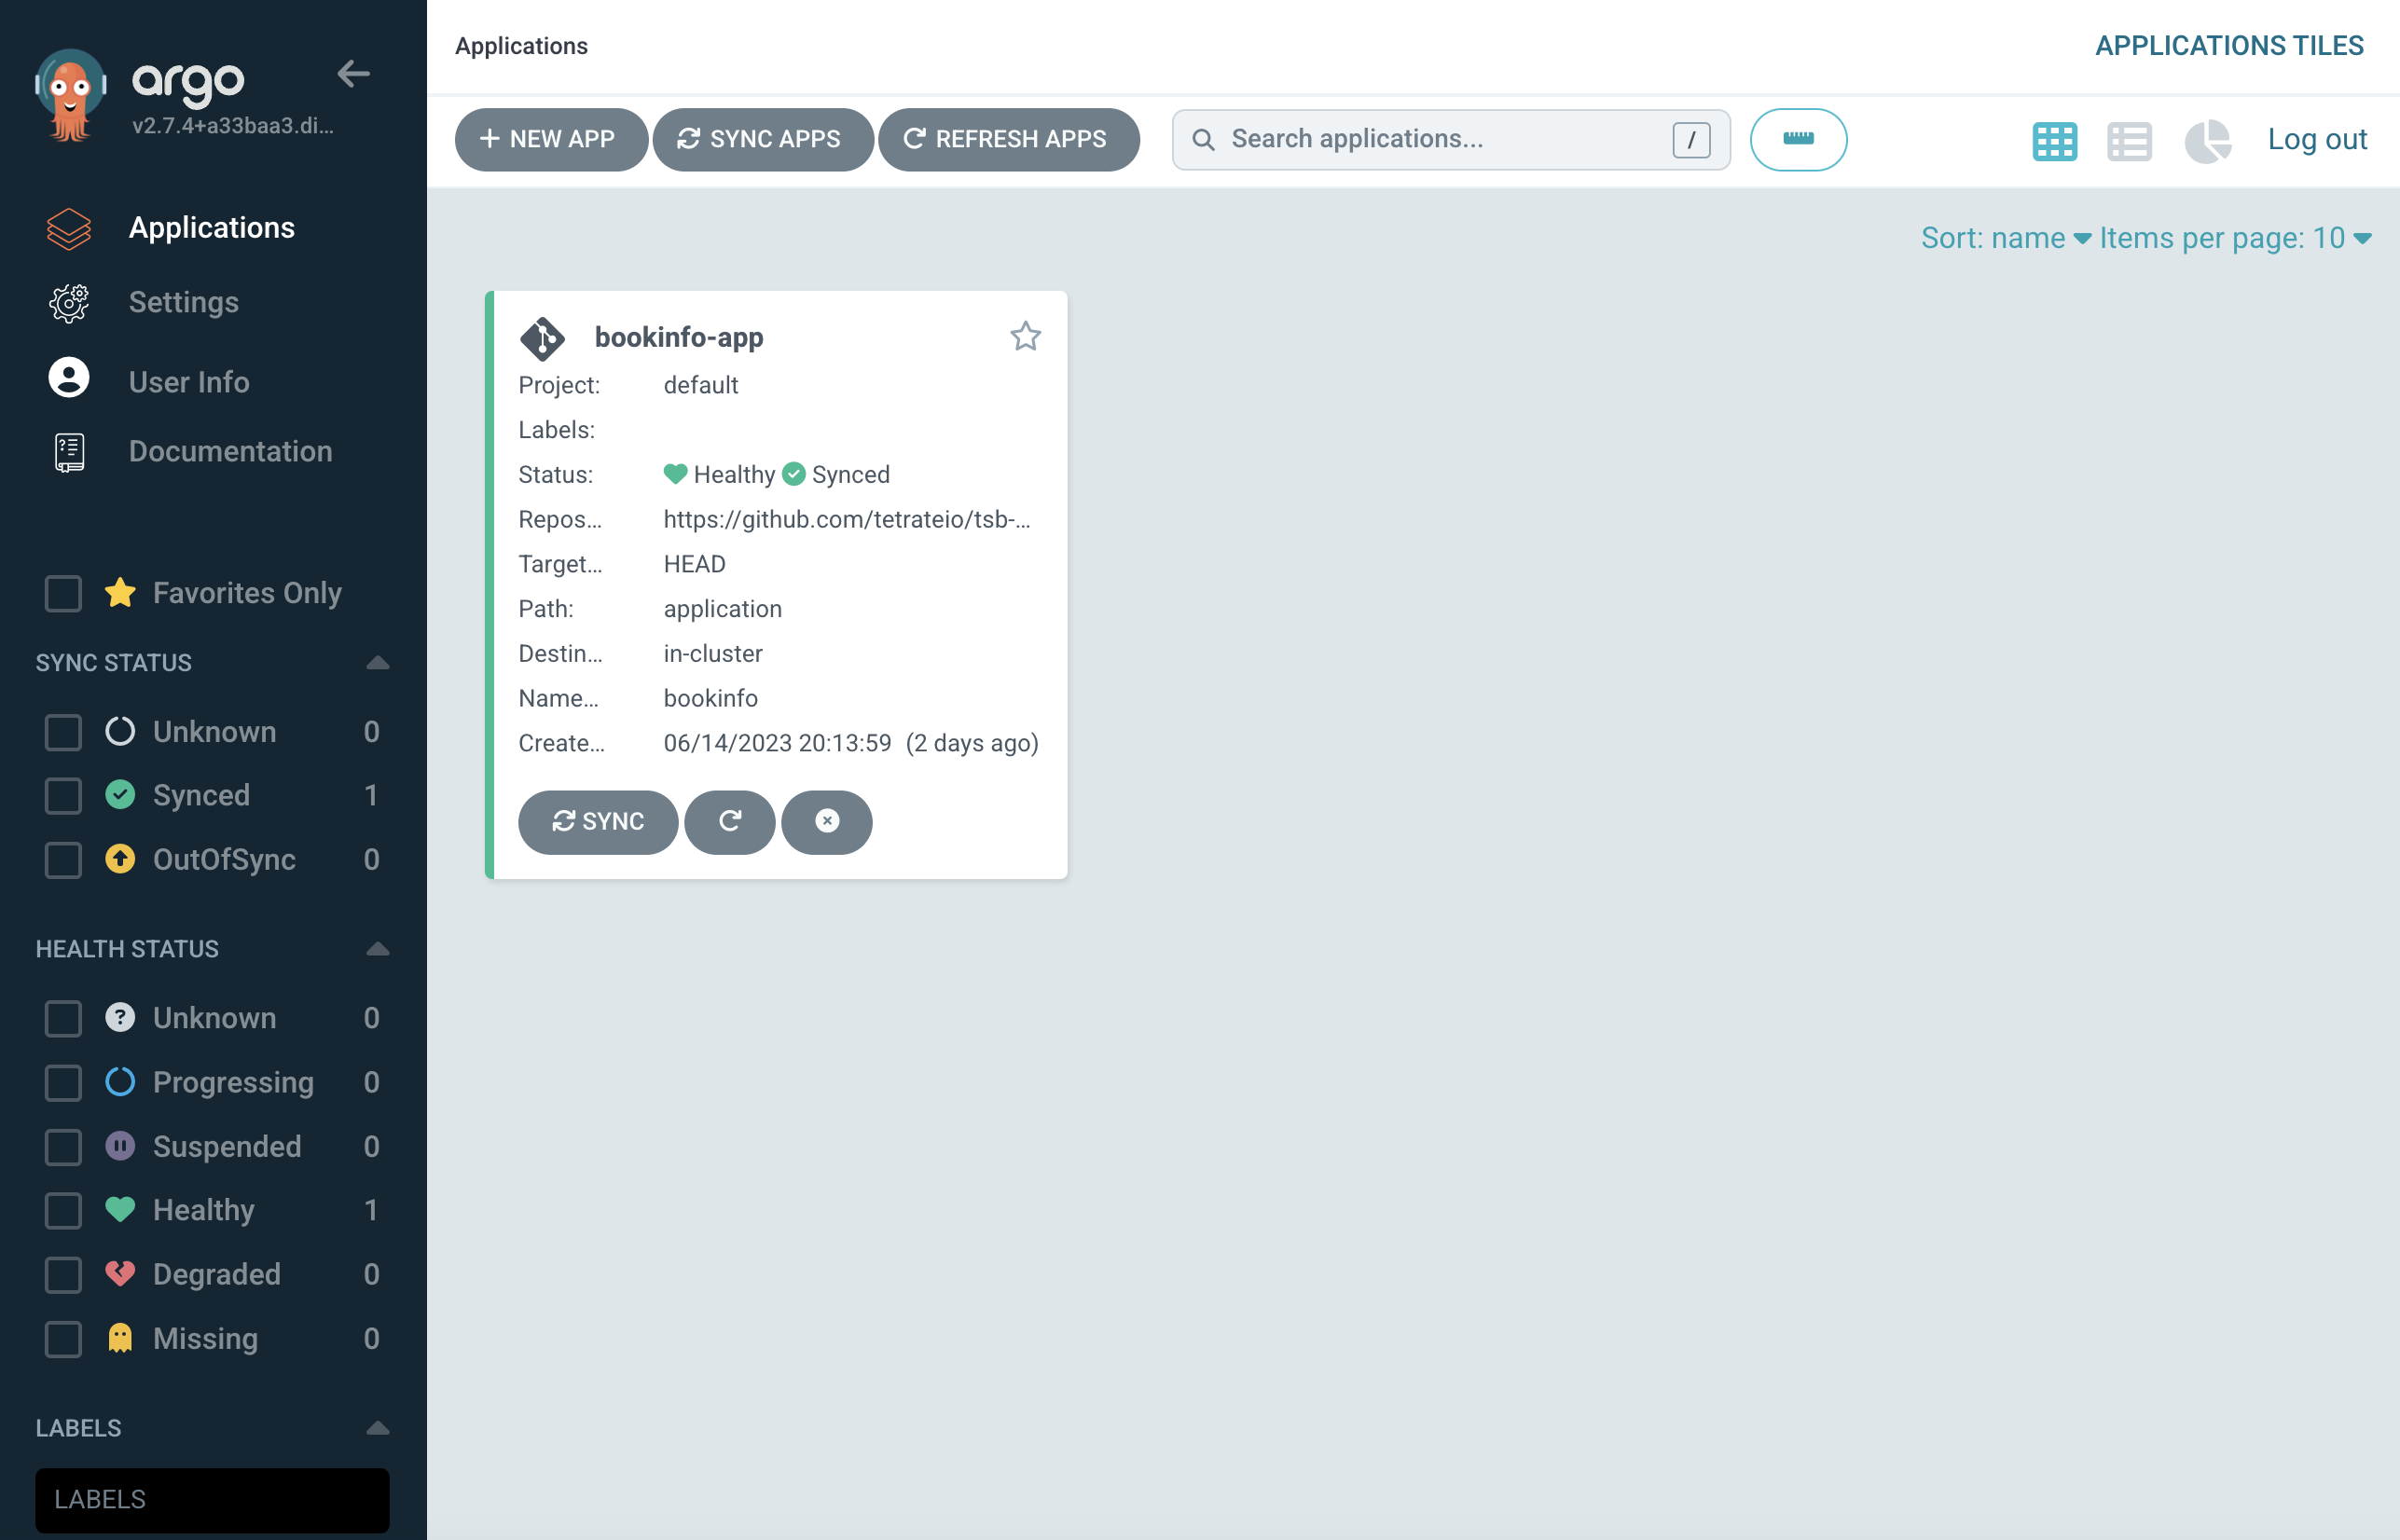 argo
v2.7.4+a33baa3.di...
Applications
Settings
User Info
Documentation
Favorites Only
SYNC STATUS
Unknown 0
Synced 1
OutOfSync 0
HEALTH STATUS
Unknown 0
Progressing 0
Suspended 0
Healthy 1
Degraded 0
Missing 0
LABELS
LABELS
Applications
APPLICATIONS TILES
+ NEW APP SYNC APPS REFRESH APPS Search applications... / Log out
Sort: name Items per page: 10
bookinfo-app
Project: default
Labels:
Status: Healthy Synced
Repos... https://github.com/tetrateio/tsb-...
Target... HEAD
Path: application
Destin... in-cluster
Name... bookinfo
Create... 06/14/2023 20:13:59 (2 days ago)
SYNC